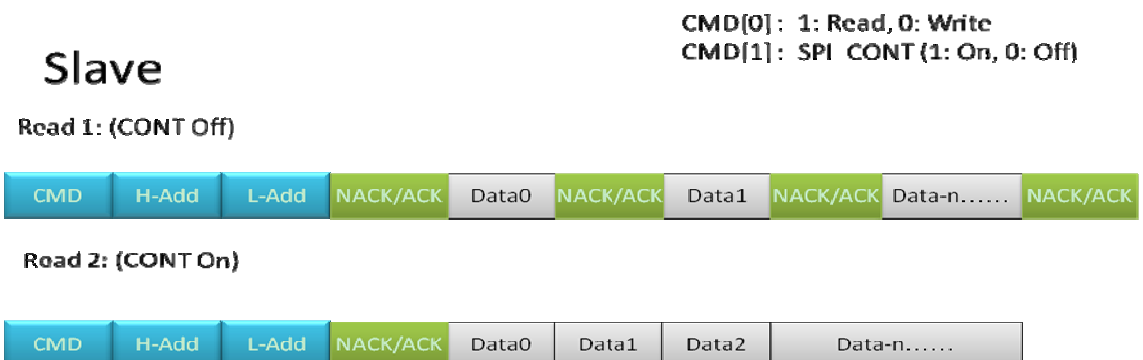 CMD[0] : 1: Read, 0: Write
CMD[1] : SPI CONT (1: On, 0: Off)
Slave
Read 1: (CONT Off)
CMD H-Add L-Add NACK/ACK Data0 NACK/ACK Data1 NACK/ACK Data-n...... NACK/ACK
Read 2: (CONT On)
CMD H-Add L-Add NACK/ACK Data0 Data1 Data2 Data-n......